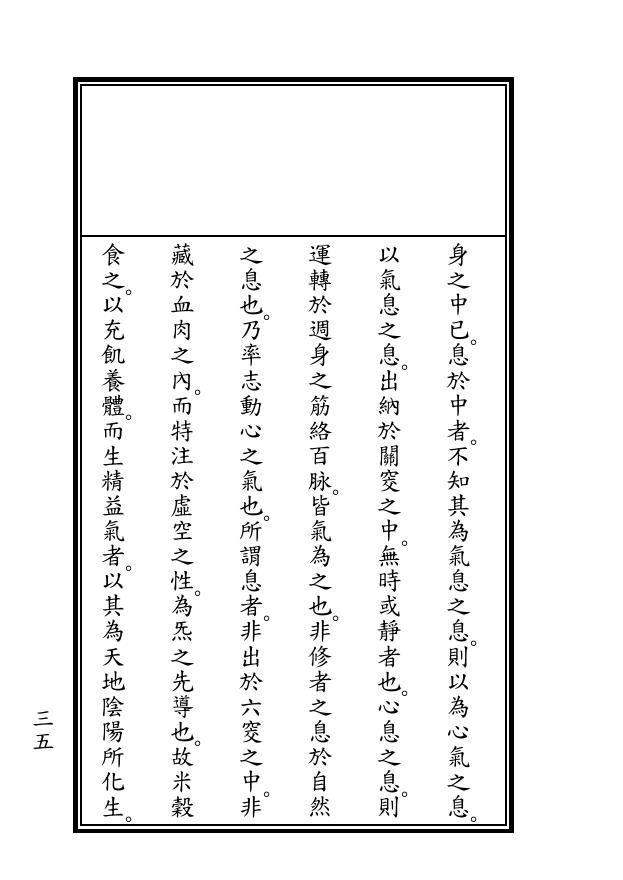 身之中已。息於中者。不知其為氣息之息。則以為心氣之息。
以氣息之息。出納於關窔之中。無時或靜者也。心息之息。則
運轉於週身之筋絡百脉。皆氣為之也。非修者之息於自然
之息也。乃率志動心之氣也。所謂息者。非出於六窔之中。非
藏於血肉之內。而特注於虛空之性。為炁之先導也。故米穀
食之。以充飢養體。而生精益氣者。以其為天地陰陽所化生。
三五